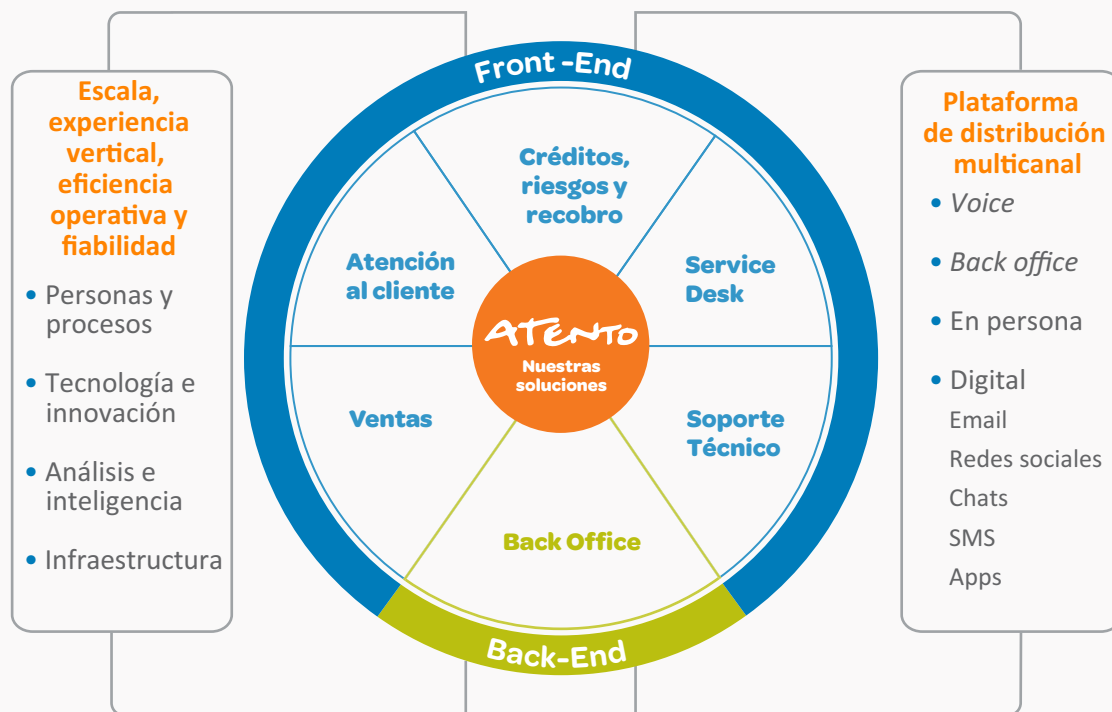 Escala,
experiencia
vertical,
eficiencia
operativa y
fiabilidad
• Personas y
procesos
• Tecnología e
innovación
• Análisis e
inteligencia
• Infraestructura
Front-End
Créditos,
riesgos y
recobro
Atención
al cliente
Service
Desk
ATENTO
Nuestras
soluciones
Ventas
Soporte
Técnico
Back Office
Back-End
Plataforma
de distribución
multicanal
• Voice
• Back office
• En persona
• Digital
Email
Redes sociales
Chats
SMS
Apps